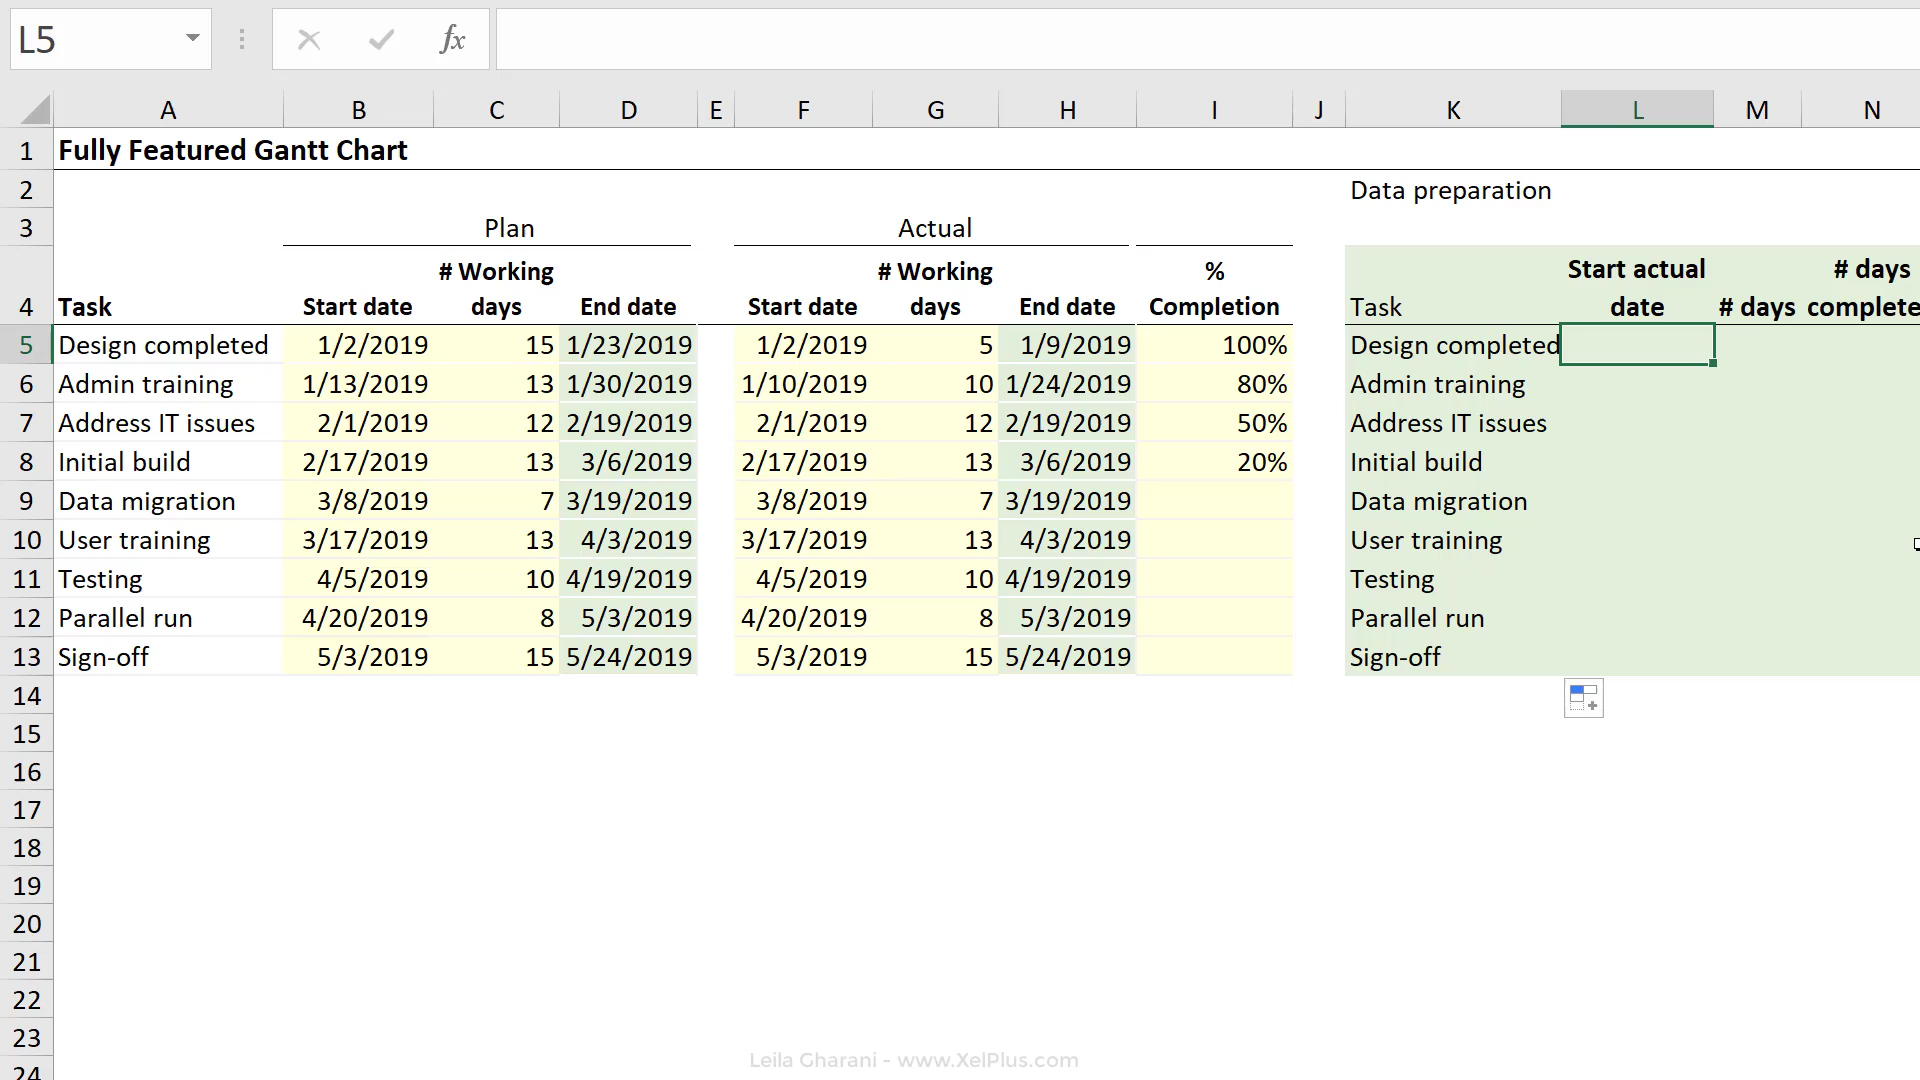 L5 fx
A B C D E F G H I J K L M N
1 Fully Featured Gantt Chart
2 Data preparation
3 Plan Actual
# Working # Working % Start actual # days
4 Task Start date days End date Start date days End date Completion Task date # days complete
5 Design completed 1/2/2019 15 1/23/2019 1/2/2019 5 1/9/2019 100% Design completed
6 Admin training 1/13/2019 13 1/30/2019 1/10/2019 10 1/24/2019 80% Admin training
7 Address IT issues 2/1/2019 12 2/19/2019 2/1/2019 12 2/19/2019 50% Address IT issues
8 Initial build 2/17/2019 13 3/6/2019 2/17/2019 13 3/6/2019 20% Initial build
9 Data migration 3/8/2019 7 3/19/2019 3/8/2019 7 3/19/2019 Data migration
10 User training 3/17/2019 13 4/3/2019 3/17/2019 13 4/3/2019 User training
11 Testing 4/5/2019 10 4/19/2019 4/5/2019 10 4/19/2019 Testing
12 Parallel run 4/20/2019 8 5/3/2019 4/20/2019 8 5/3/2019 Parallel run
13 Sign-off 5/3/2019 15 5/24/2019 5/3/2019 15 5/24/2019 Sign-off
14
15
16
17
18
19
20
21
22
23
24
Leila Gharani - www.XelPlus.com